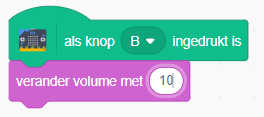 als knop B ingedrukt is
verander volume met 10